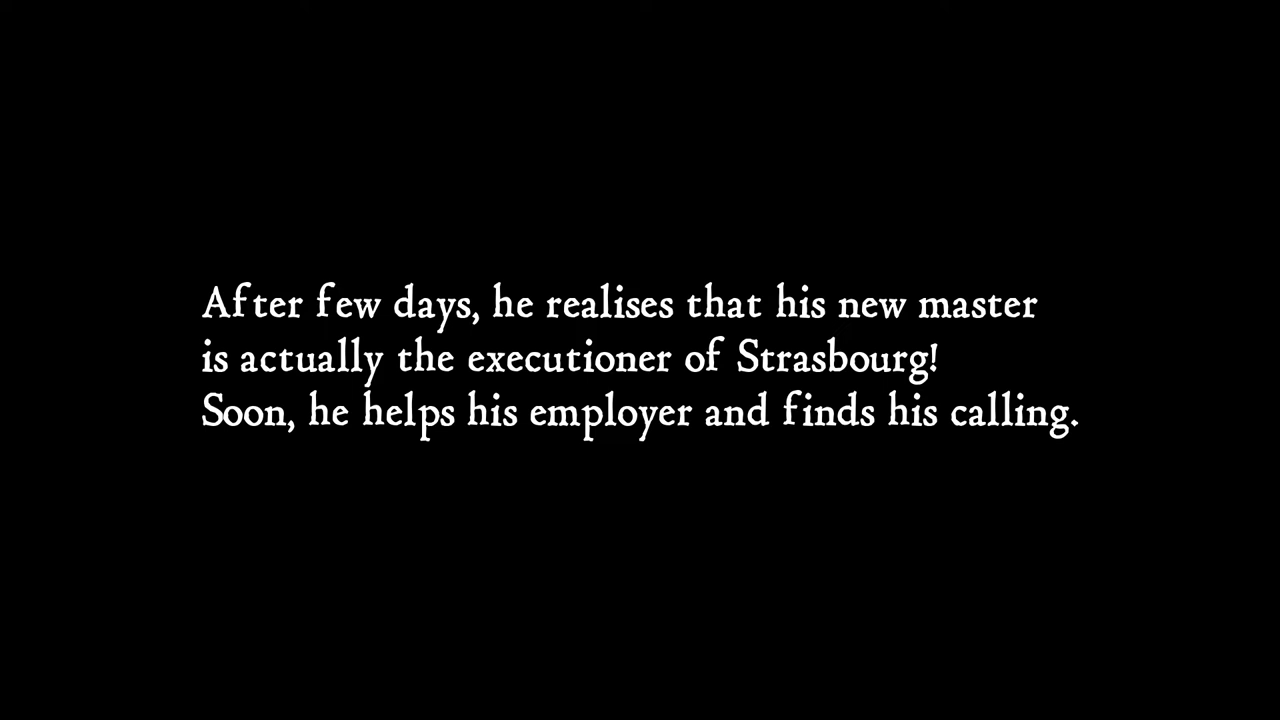 After few days, he realises that his new master
is actually the executioner of Strasbourg!
Soon, he helps his employer and finds his calling.